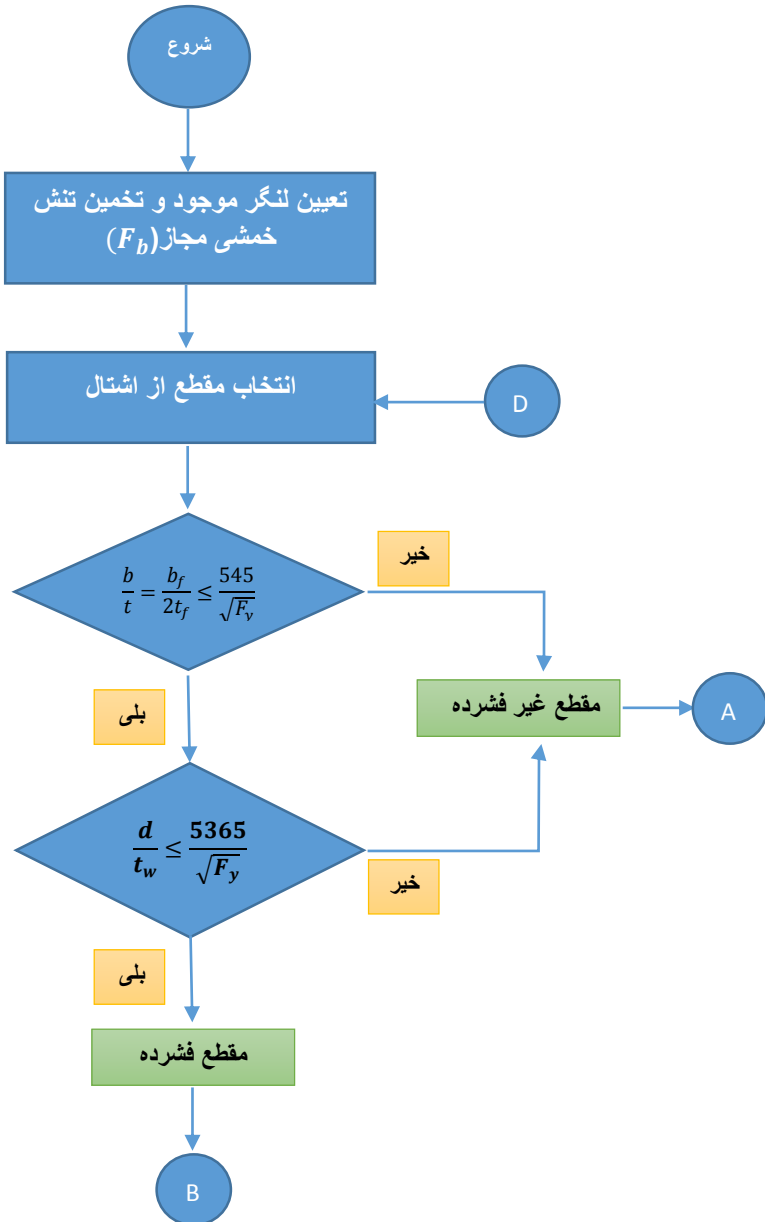 شروع
تعیین لنگر موجود و تخمین تنش
خمشی مجاز(F_b)
انتخاب مقطع از اشتال
D
b/t = b_f/2t_f ≤ 545/√F_y
خیر
بلی
مقطع غیر فشرده
A
d/t_w ≤ 5365/√F_y
خیر
بلی
مقطع فشرده
B